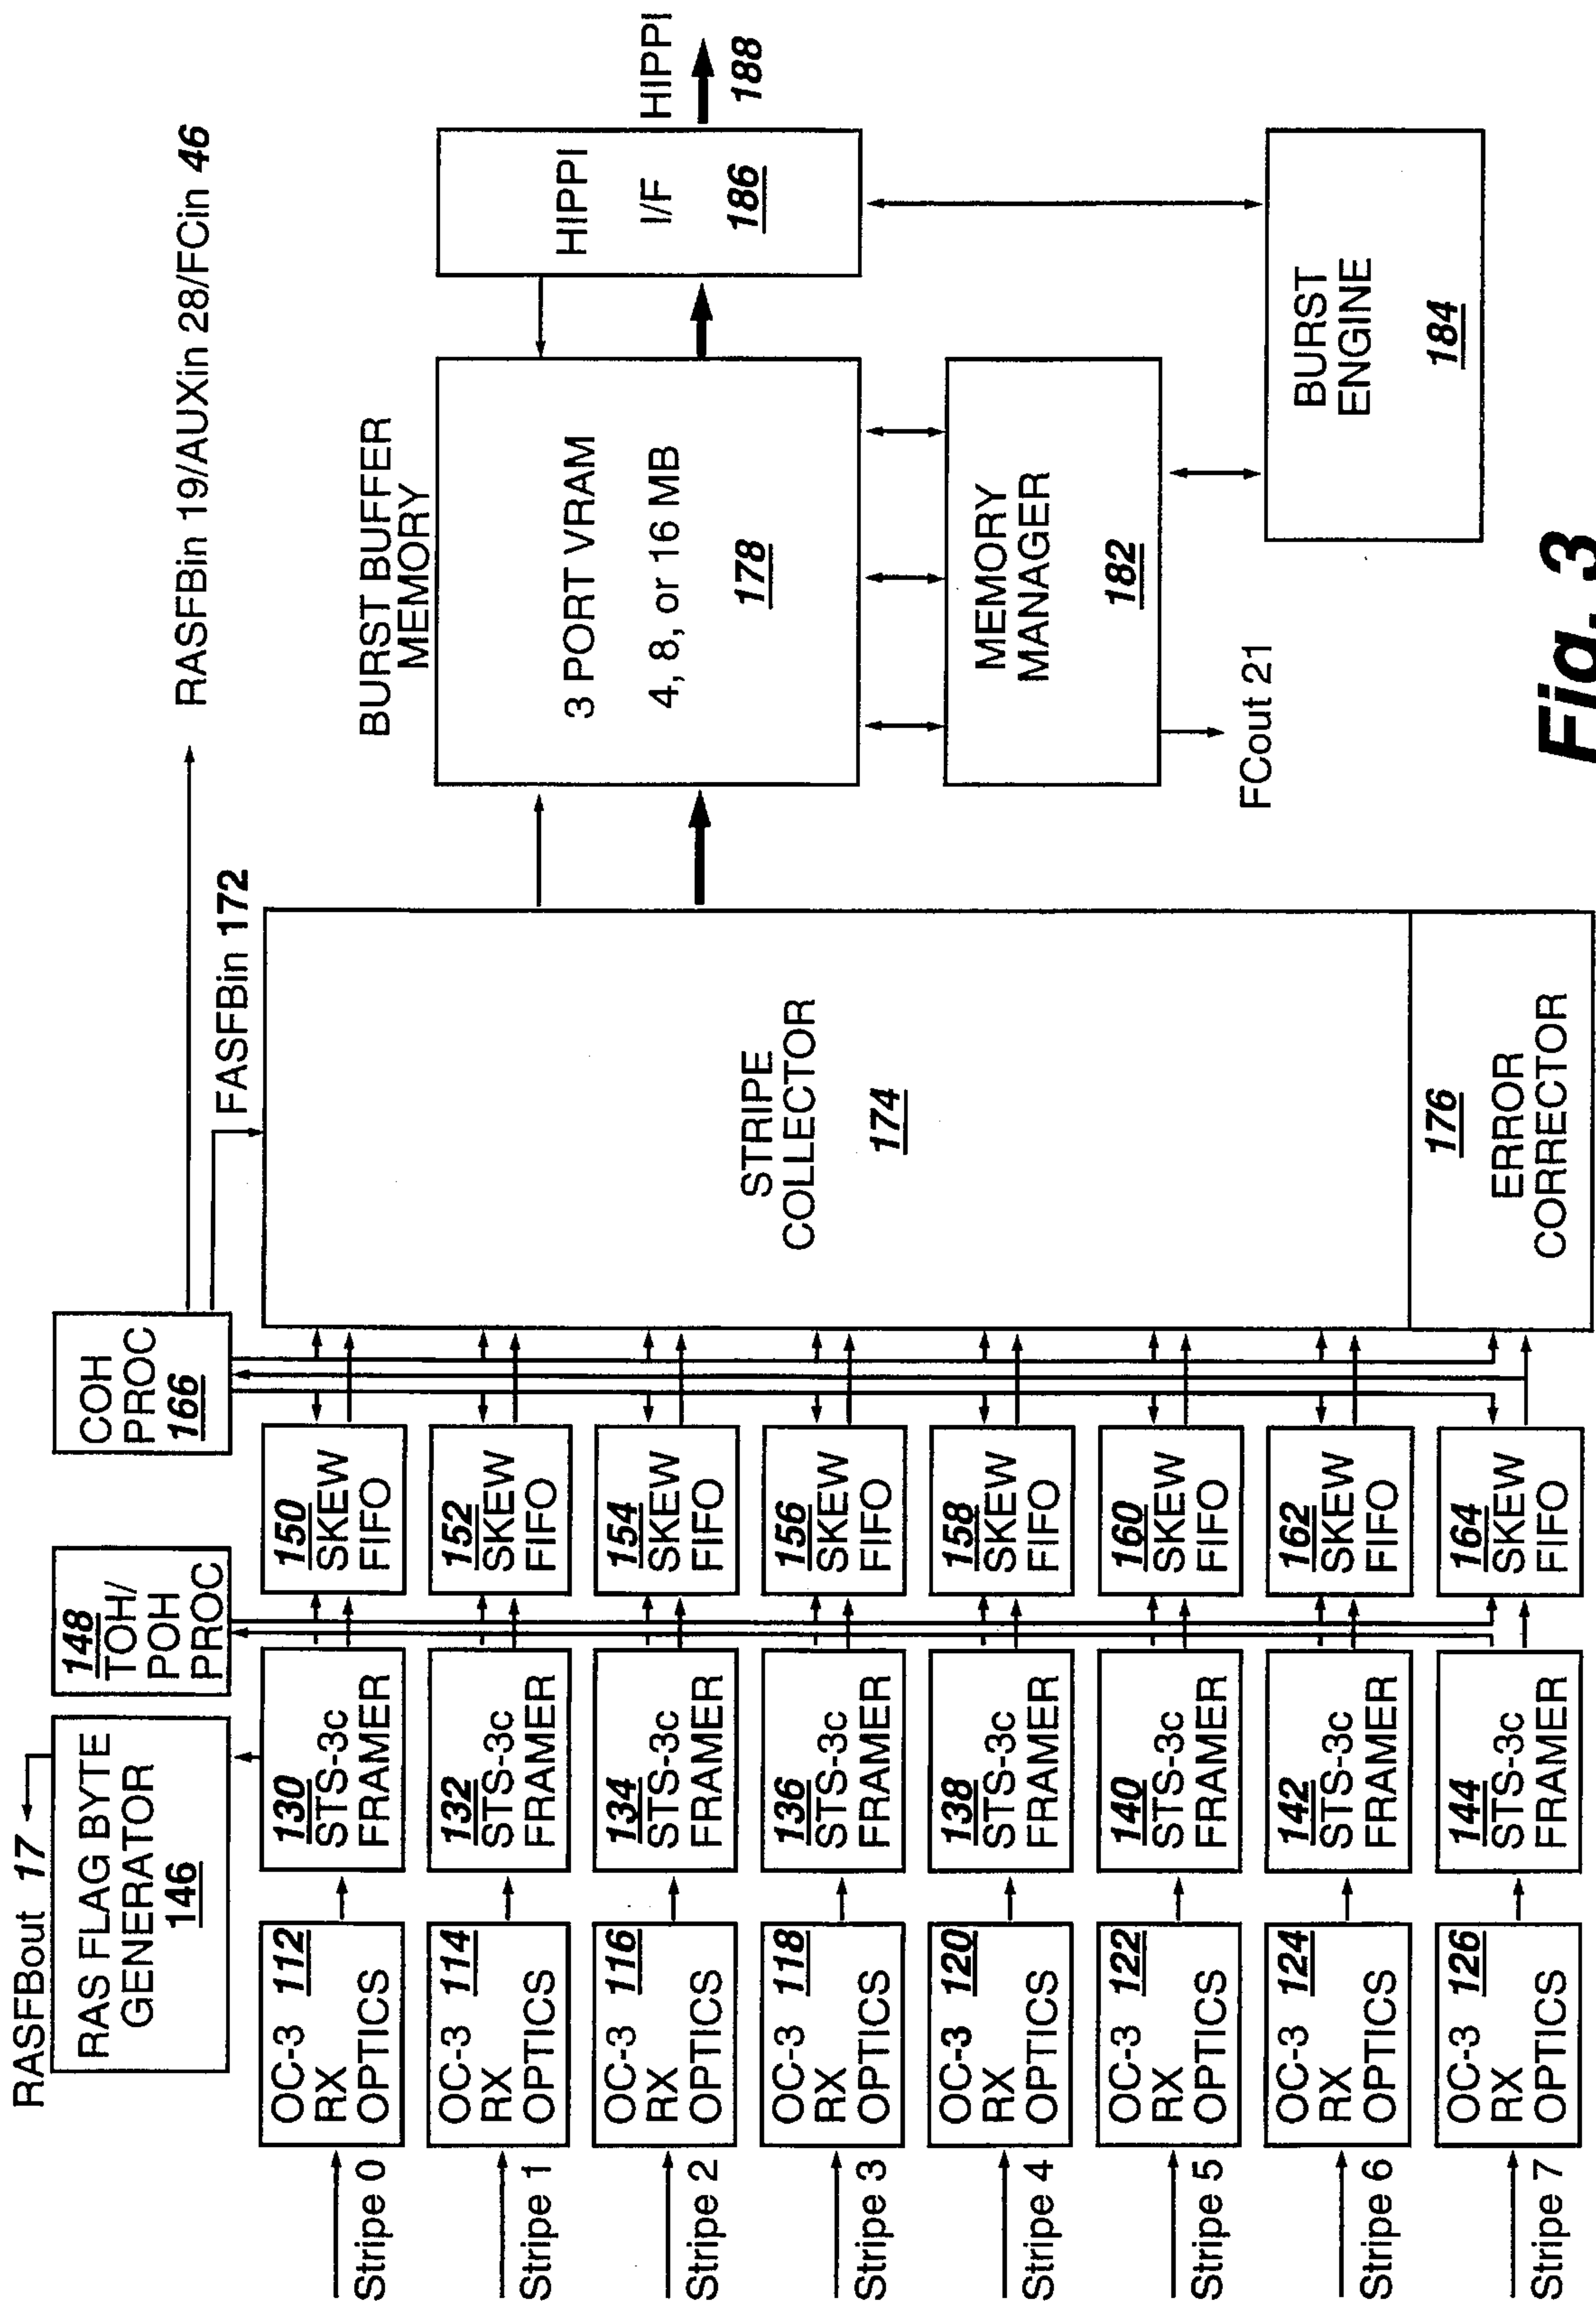 RASFBout 17
RAS FLAG BYTE
GENERATOR
146
148
TOH/
POH
PROC
COH
PROC
166
RASFBin 19/AUXin 28/FCin 46
FASFBin 172
Stripe 0
OC-3 112
RX
OPTICS
130
STS-3c
FRAMER
150
SKEW
FIFO
Stripe 1
OC-3 114
RX
OPTICS
132
STS-3c
FRAMER
152
SKEW
FIFO
Stripe 2
OC-3 116
RX
OPTICS
134
STS-3c
FRAMER
154
SKEW
FIFO
Stripe 3
OC-3 118
RX
OPTICS
136
STS-3c
FRAMER
156
SKEW
FIFO
Stripe 4
OC-3 120
RX
OPTICS
138
STS-3c
FRAMER
158
SKEW
FIFO
Stripe 5
OC-3 122
RX
OPTICS
140
STS-3c
FRAMER
160
SKEW
FIFO
Stripe 6
OC-3 124
RX
OPTICS
142
STS-3c
FRAMER
162
SKEW
FIFO
Stripe 7
OC-3 126
RX
OPTICS
144
STS-3c
FRAMER
164
SKEW
FIFO
STRIPE
COLLECTOR
174
176
ERROR
CORRECTOR
BURST BUFFER
MEMORY
3 PORT VRAM
4, 8, or 16 MB
178
MEMORY
MANAGER
182
FCout 21
HIPPI
I/F
186
HIPPI
188
BURST
ENGINE
184
Fig. 3